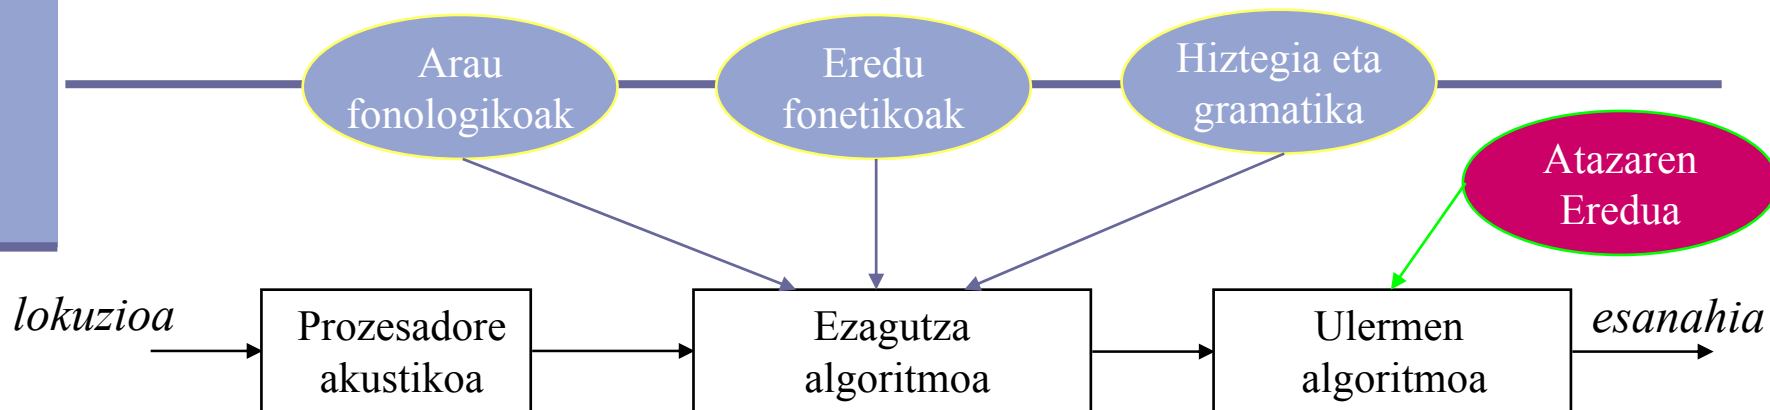 Arau
fonologikoak
Eredu
fonetikoak
Hiztegia eta
gramatika
Atazaren
Eredua
lokuzioa
Prozesadore
akustikoa
Ezagutza
algoritmoa
Ulermen
algoritmoa
esanahia